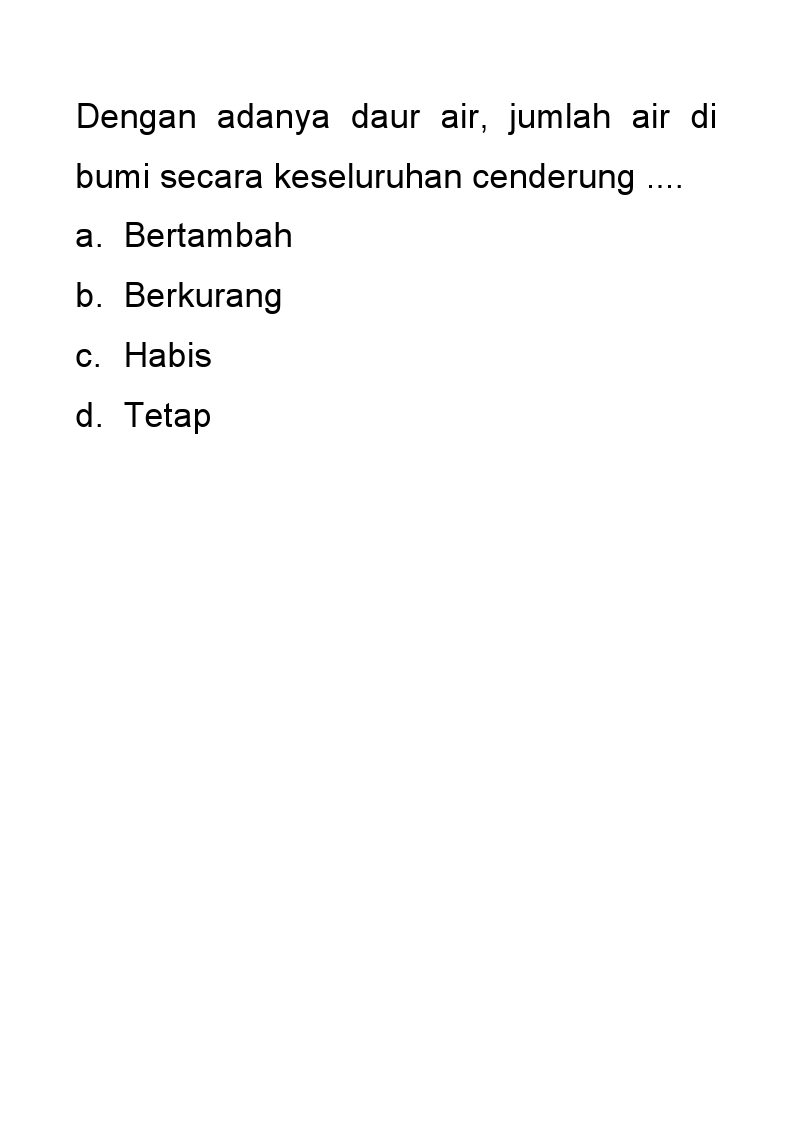 Dengan adanya daur air, jumlah air di
bumi secara keseluruhan cenderung ....
a. Bertambah
b. Berkurang
c. Habis
d. Tetap